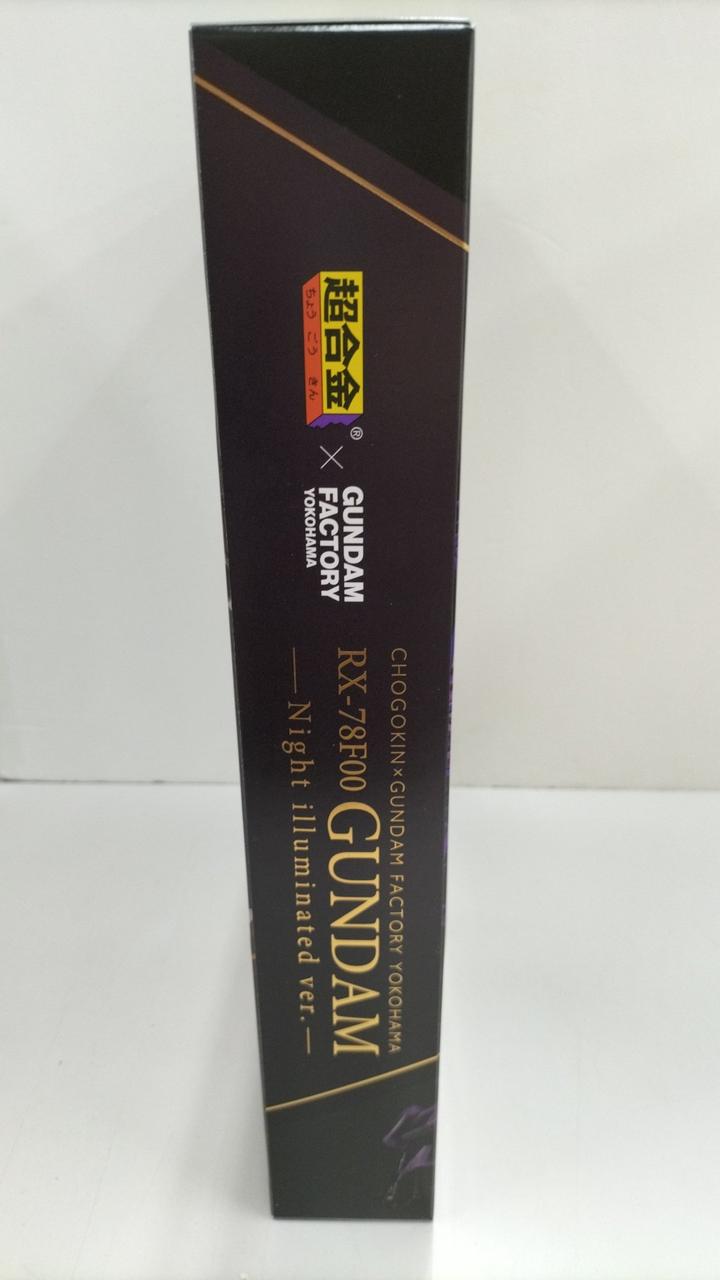 超合金
ちょう ごう きん
®
×
GUNDAM
FACTORY
YOKOHAMA
CHOGOKIN×GUNDAM FACTORY YOKOHAMA
RX-78F00 GUNDAM
— Night illuminated ver. —